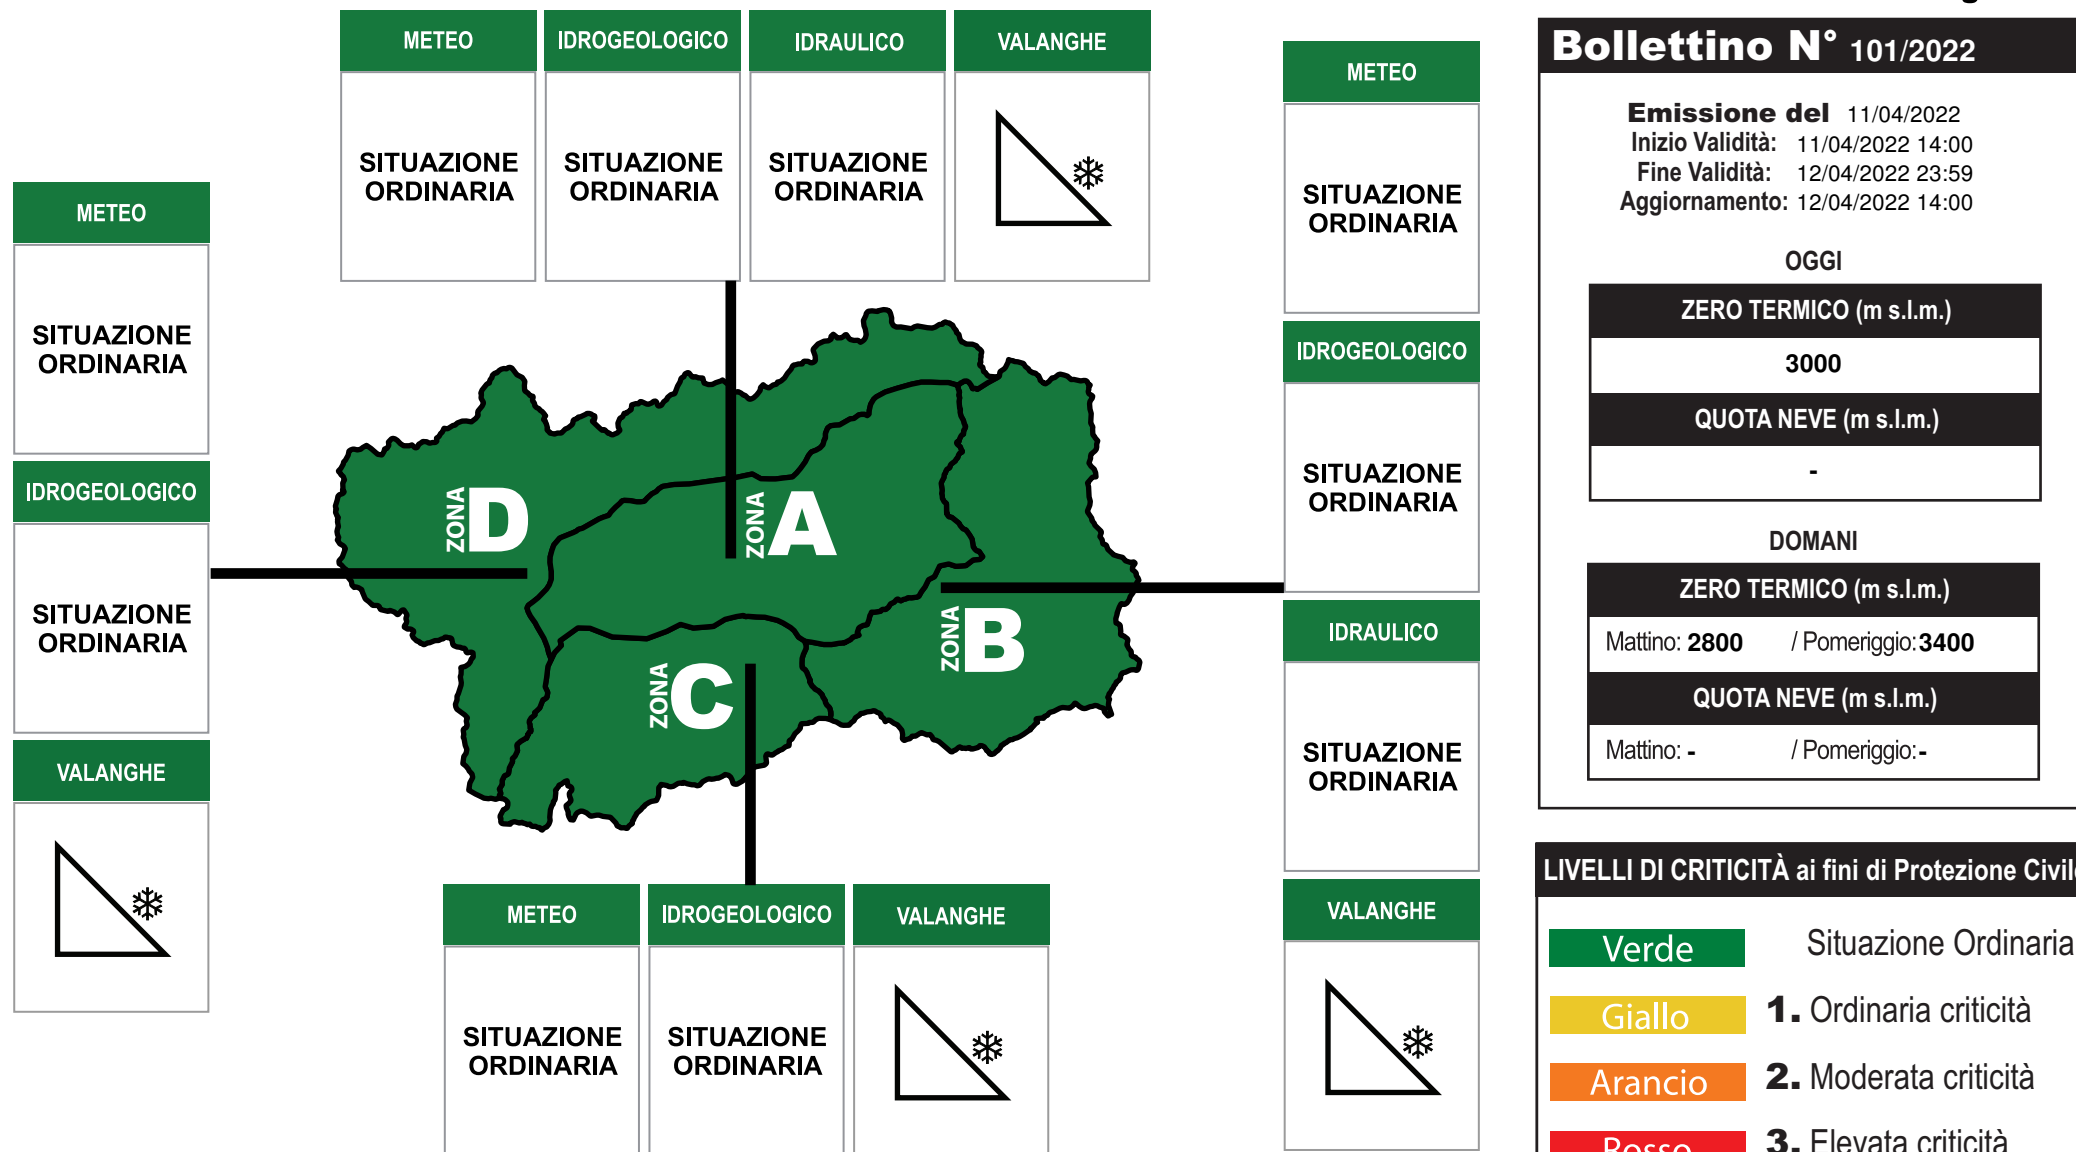 METEO IDROGEOLOGICO IDRAULICO VALANGHE
SITUAZIONE ORDINARIA
SITUAZIONE ORDINARIA
SITUAZIONE ORDINARIA
METEO
SITUAZIONE
ORDINARIA
IDROGEOLOGICO
SITUAZIONE
ORDINARIA
VALANGHE
ZONA D
ZONA A
ZONA B
ZONA C
METEO
SITUAZIONE
ORDINARIA
IDROGEOLOGICO
SITUAZIONE
ORDINARIA
IDRAULICO
SITUAZIONE
ORDINARIA
VALANGHE
METEO IDROGEOLOGICO VALANGHE
SITUAZIONE ORDINARIA
SITUAZIONE ORDINARIA
Bollettino N° 101/2022
Emissione del 11/04/2022
Inizio Validità: 11/04/2022 14:00
Fine Validità: 12/04/2022 23:59
Aggiornamento: 12/04/2022 14:00
OGGI
ZERO TERMICO (m s.l.m.)
3000
QUOTA NEVE (m s.l.m.)
-
DOMANI
ZERO TERMICO (m s.l.m.)
Mattino: 2800 / Pomeriggio: 3400
QUOTA NEVE (m s.l.m.)
Mattino: - / Pomeriggio: -
LIVELLI DI CRITICITÀ ai fini di Protezione Civile
Verde Situazione Ordinaria
Giallo 1. Ordinaria criticità
Arancio 2. Moderata criticità
Rosso 3. Elevata criticità